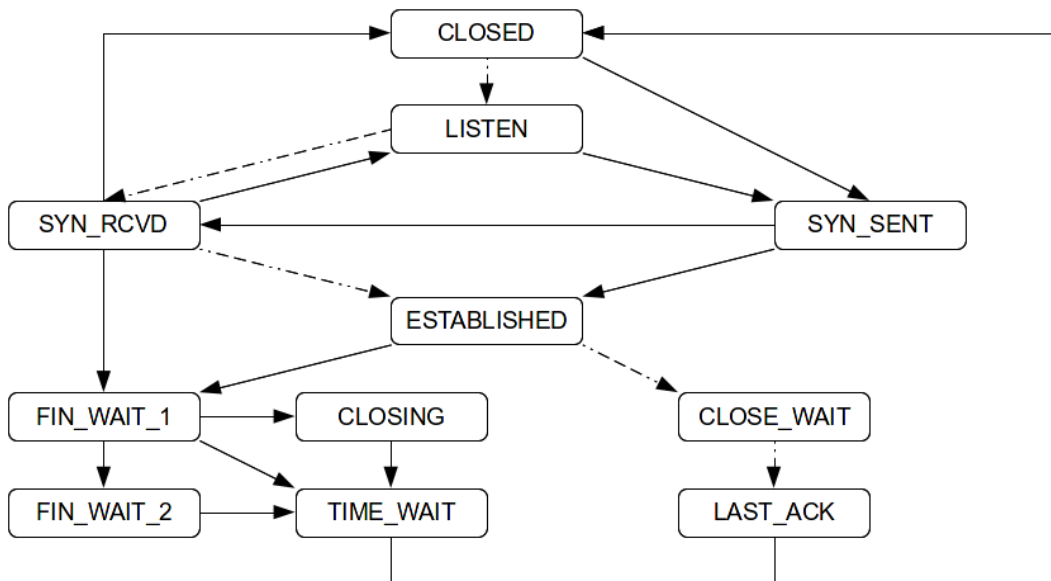 CLOSED
LISTEN
SYN_RCVD
SYN_SENT
ESTABLISHED
FIN_WAIT_1
CLOSING
CLOSE_WAIT
FIN_WAIT_2
TIME_WAIT
LAST_ACK